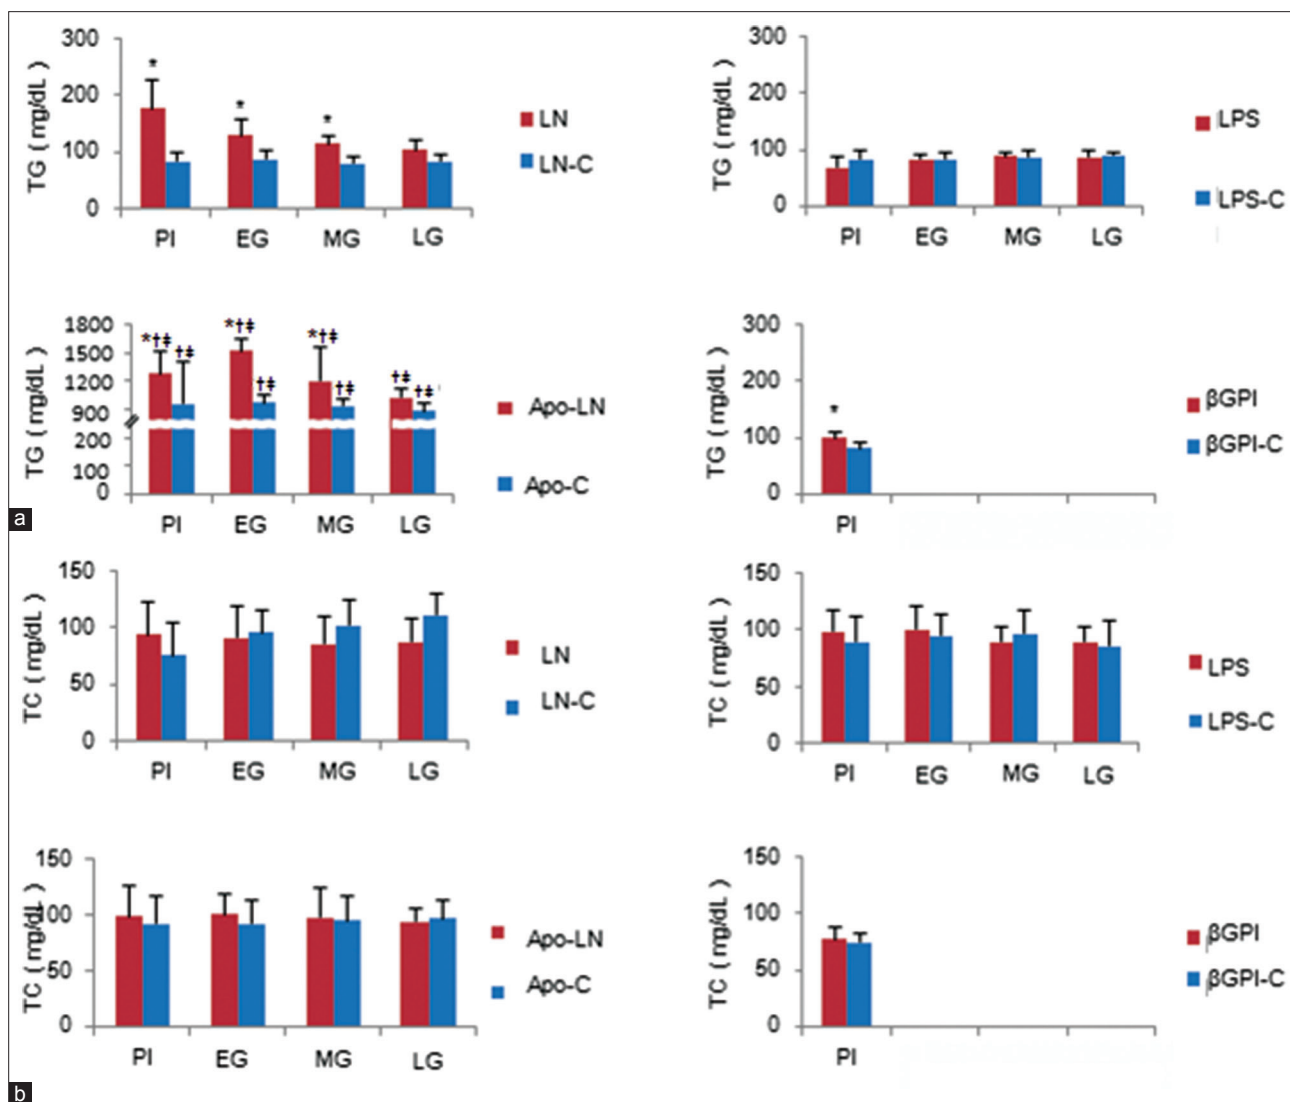 300
200
100
0
TG ( mg/dL )
*
*
*
PI EG MG LG
LN
LN-C
300
200
100
0
TG ( mg/dL )
PI EG MG LG
LPS
LPS-C
1800
1500
1200
900
200
100
0
TG ( mg/dL )
*†‡ †‡ *†‡ †‡ *†‡ †‡ †‡ †‡
PI EG MG LG
Apo-LN
Apo-C
300
200
100
0
TG ( mg/dL )
*
PI
βGPI
βGPI-C
a
150
100
50
0
TC ( mg/dL )
PI EG MG LG
LN
LN-C
150
100
50
0
TC ( mg/dL )
PI EG MG LG
LPS
LPS-C
150
100
50
0
TC ( mg/dL )
PI EG MG LG
Apo-LN
Apo-C
150
100
50
0
TC ( mg/dL )
PI
βGPI
βGPI-C
b